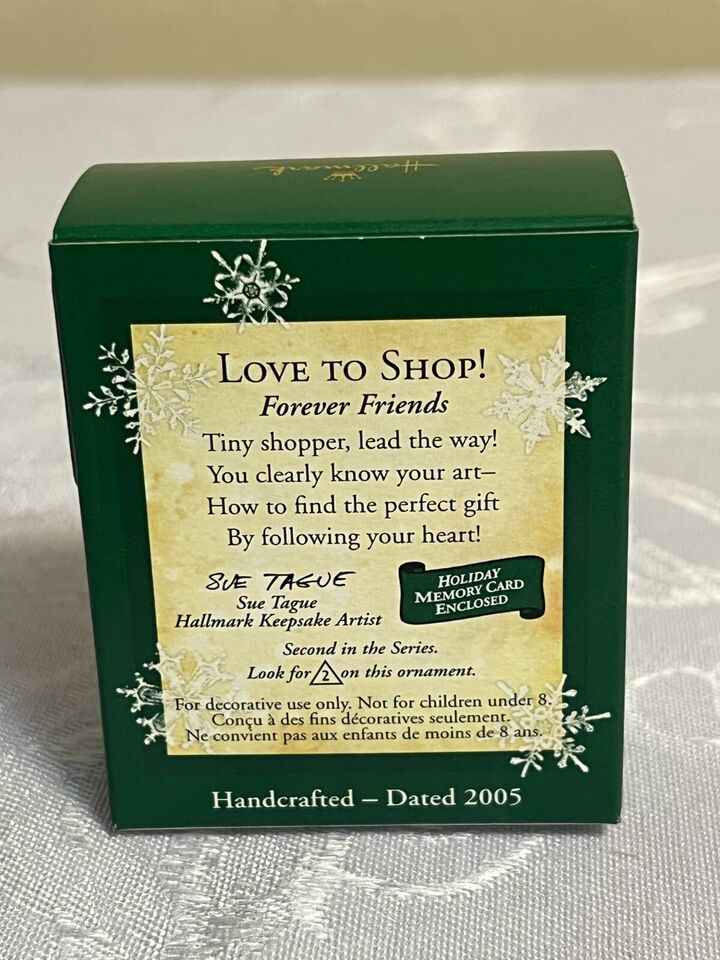 Hallmark
LOVE TO SHOP!
Forever Friends
Tiny shopper, lead the way!
You clearly know your art–
How to find the perfect gift
By following your heart!
SUE TAGUE
Sue Tague
Hallmark Keepsake Artist
HOLIDAY
MEMORY CARD
ENCLOSED
Second in the Series.
Look for 2 on this ornament.
For decorative use only. Not for children under 8.
Conçu à des fins décoratives seulement.
Ne convient pas aux enfants de moins de 8 ans.
Handcrafted – Dated 2005